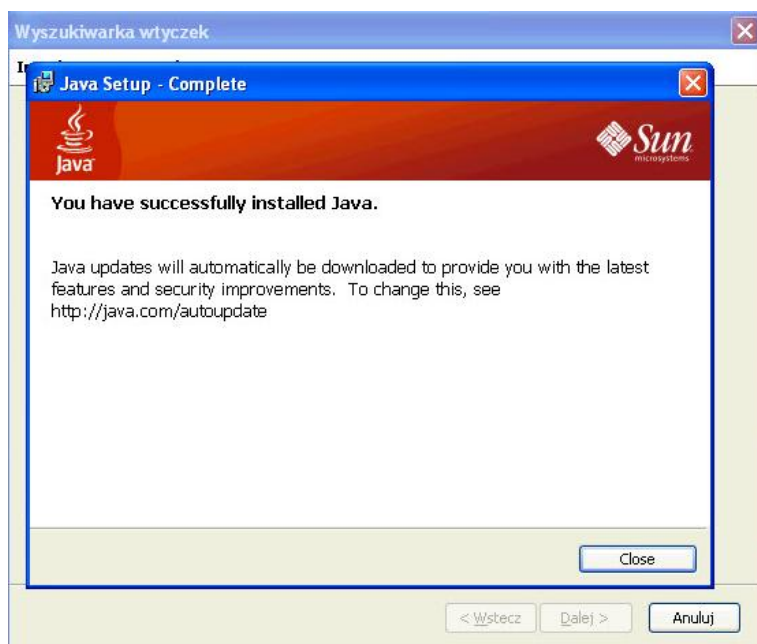 Wyszukiwarka wtyczek
Java Setup - Complete
Java
Sun
microsystems
You have successfully installed Java.
Java updates will automatically be downloaded to provide you with the latest
features and security improvements. To change this, see
http://java.com/autoupdate
Close
< Wstecz
Dalej >
Anuluj